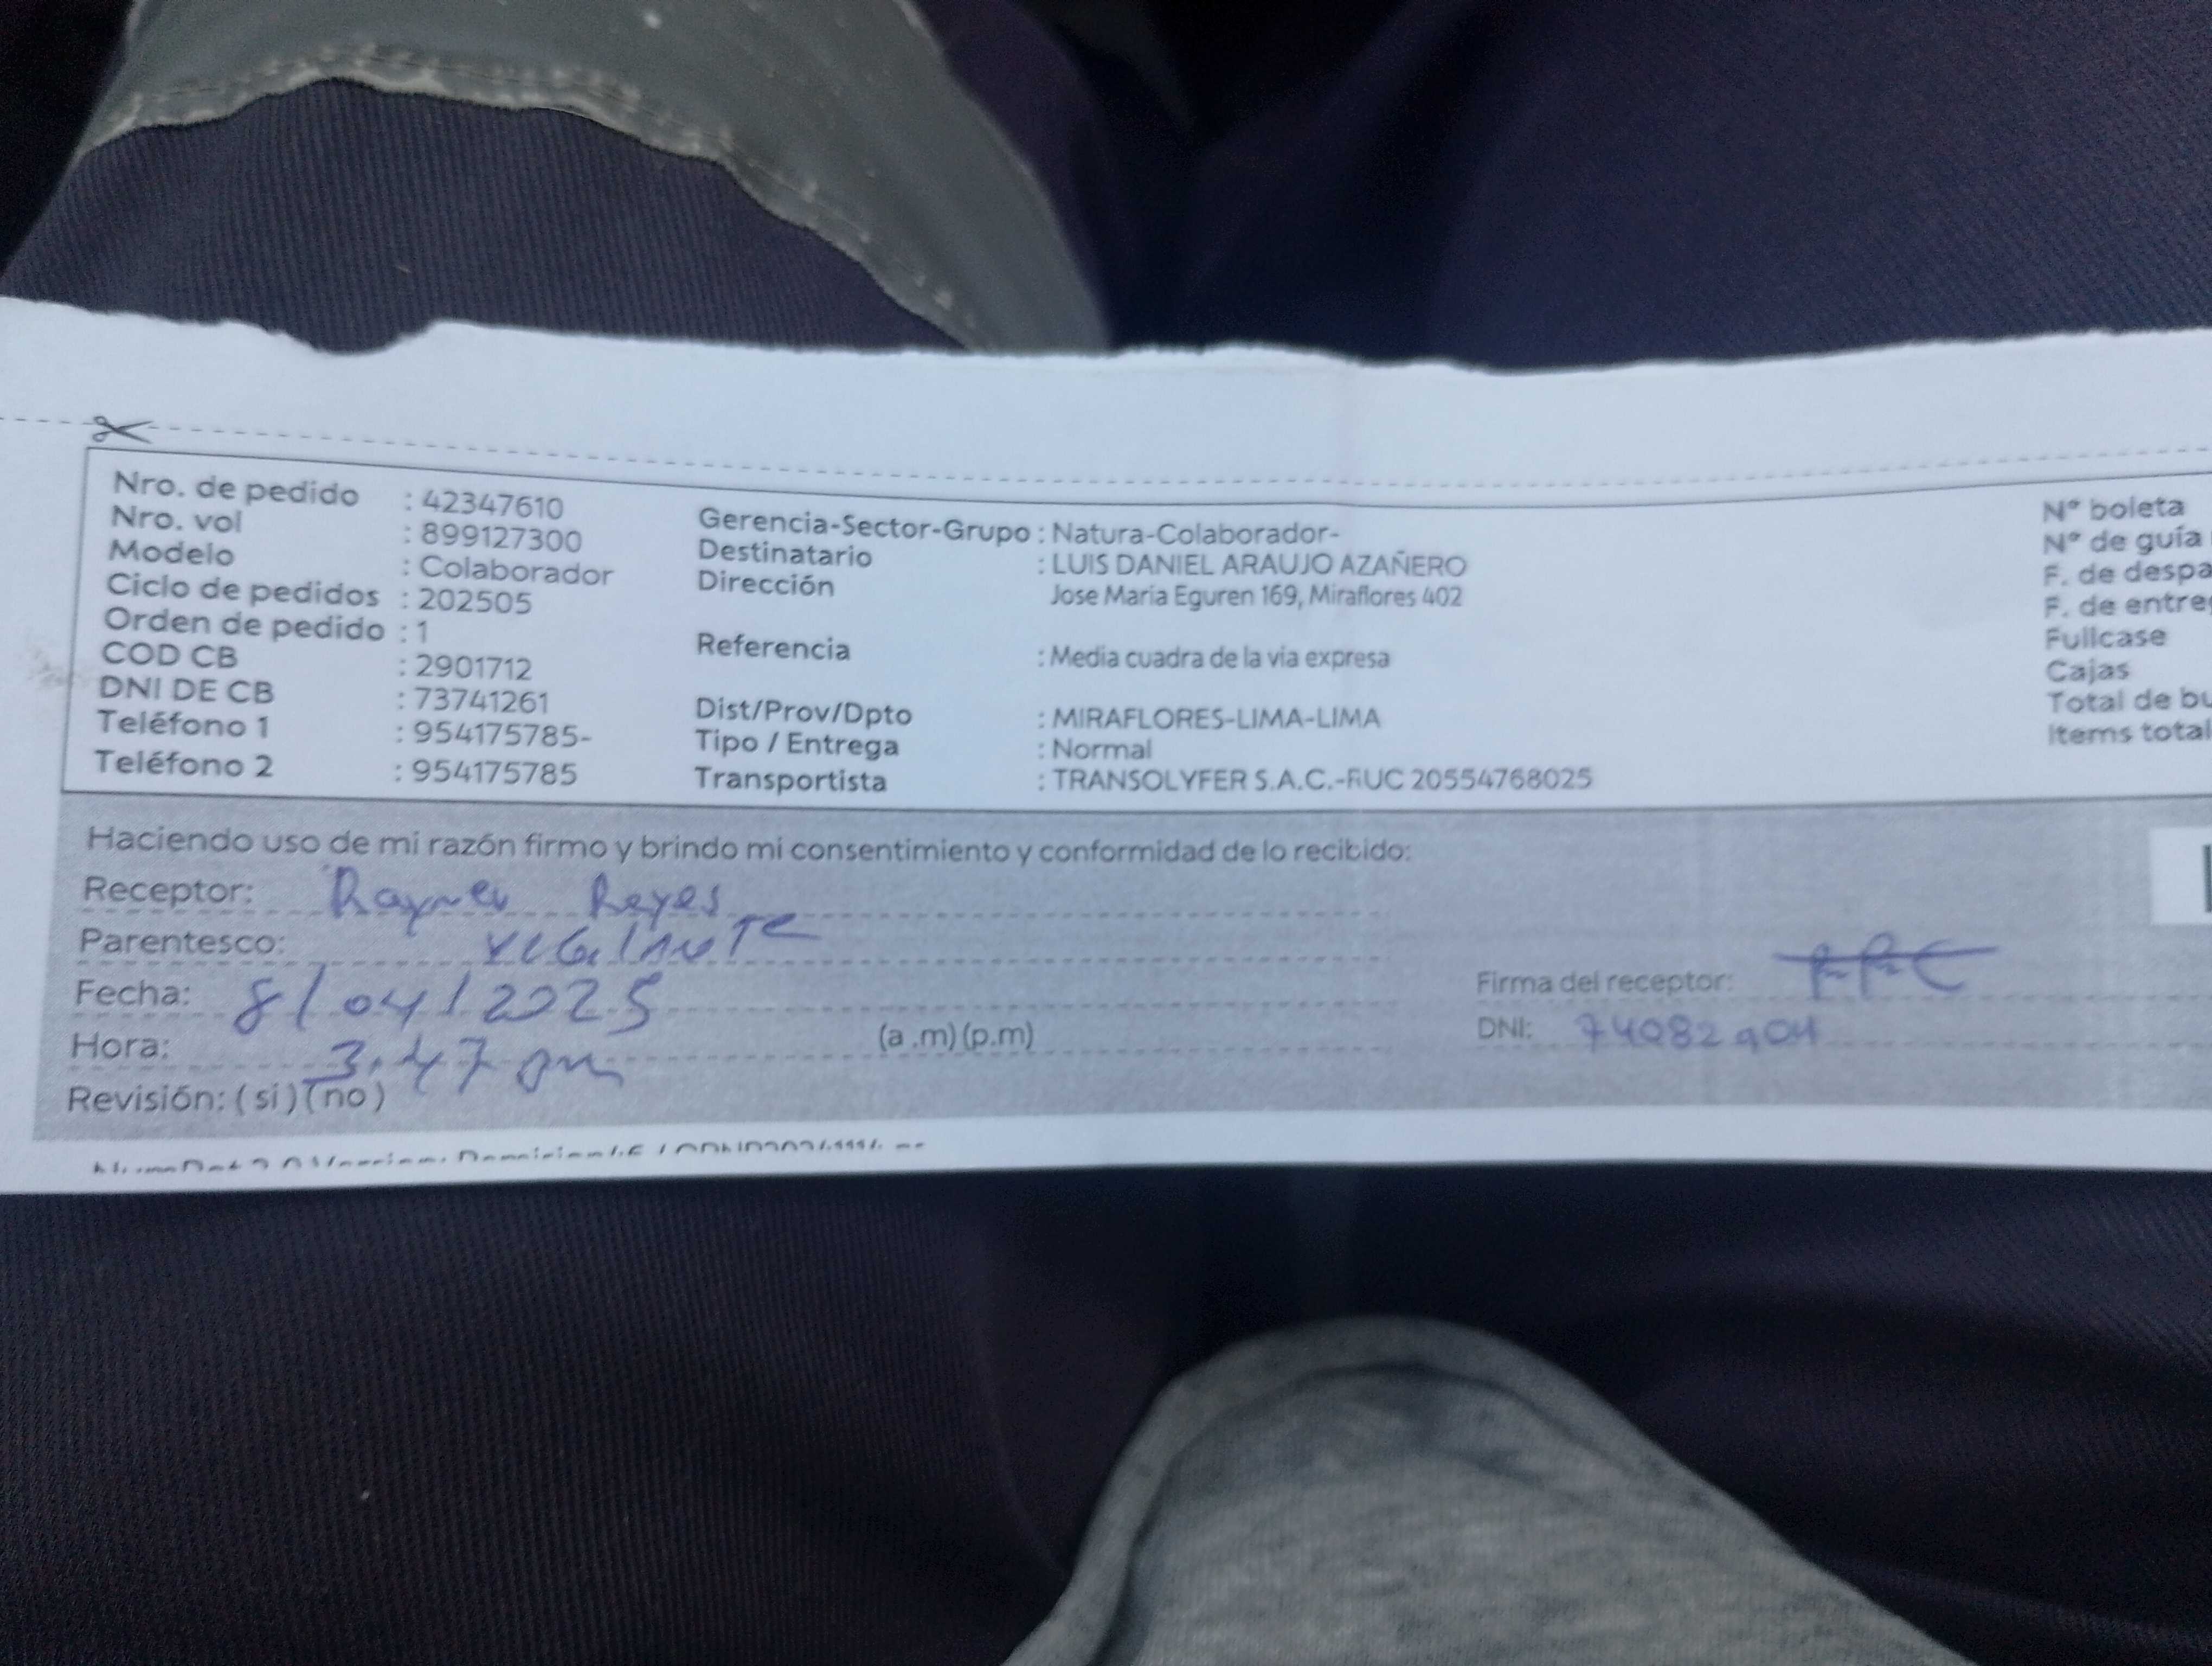 Nro. de pedido : 42347610
Nro. vol : 899127300
Modelo : Colaborador
Ciclo de pedidos : 202505
Orden de pedido : 1
COD CB : 2901712
DNI DE CB : 73741261
Teléfono 1 : 954175785-
Teléfono 2 : 954175785
Gerencia-Sector-Grupo : Natura-Colaborador-
Destinatario : LUIS DANIEL ARAUJO AZAÑERO
Dirección Jose María Eguren 169, Miraflores 402
Referencia : Media cuadra de la via expresa
Dist/Prov/Dpto : MIRAFLORES-LIMA-LIMA
Tipo / Entrega : Normal
Transportista : TRANSOLYFER S.A.C.-RUC 20554768025
N° boleta
N° de guía
F. de despa
F. de entre
Fullcase
Cajas
Total de bu
Items total
Haciendo uso de mi razón firmo y brindo mi consentimiento y conformidad de lo recibido:
Receptor: Reyes
Parentesco: VIGILANTE
Fecha: 8/04/2025
Hora: 3:47 pm (a .m) (p.m)
Revisión: ( si ) ( no )
Firma del receptor:
DNI: 74082904